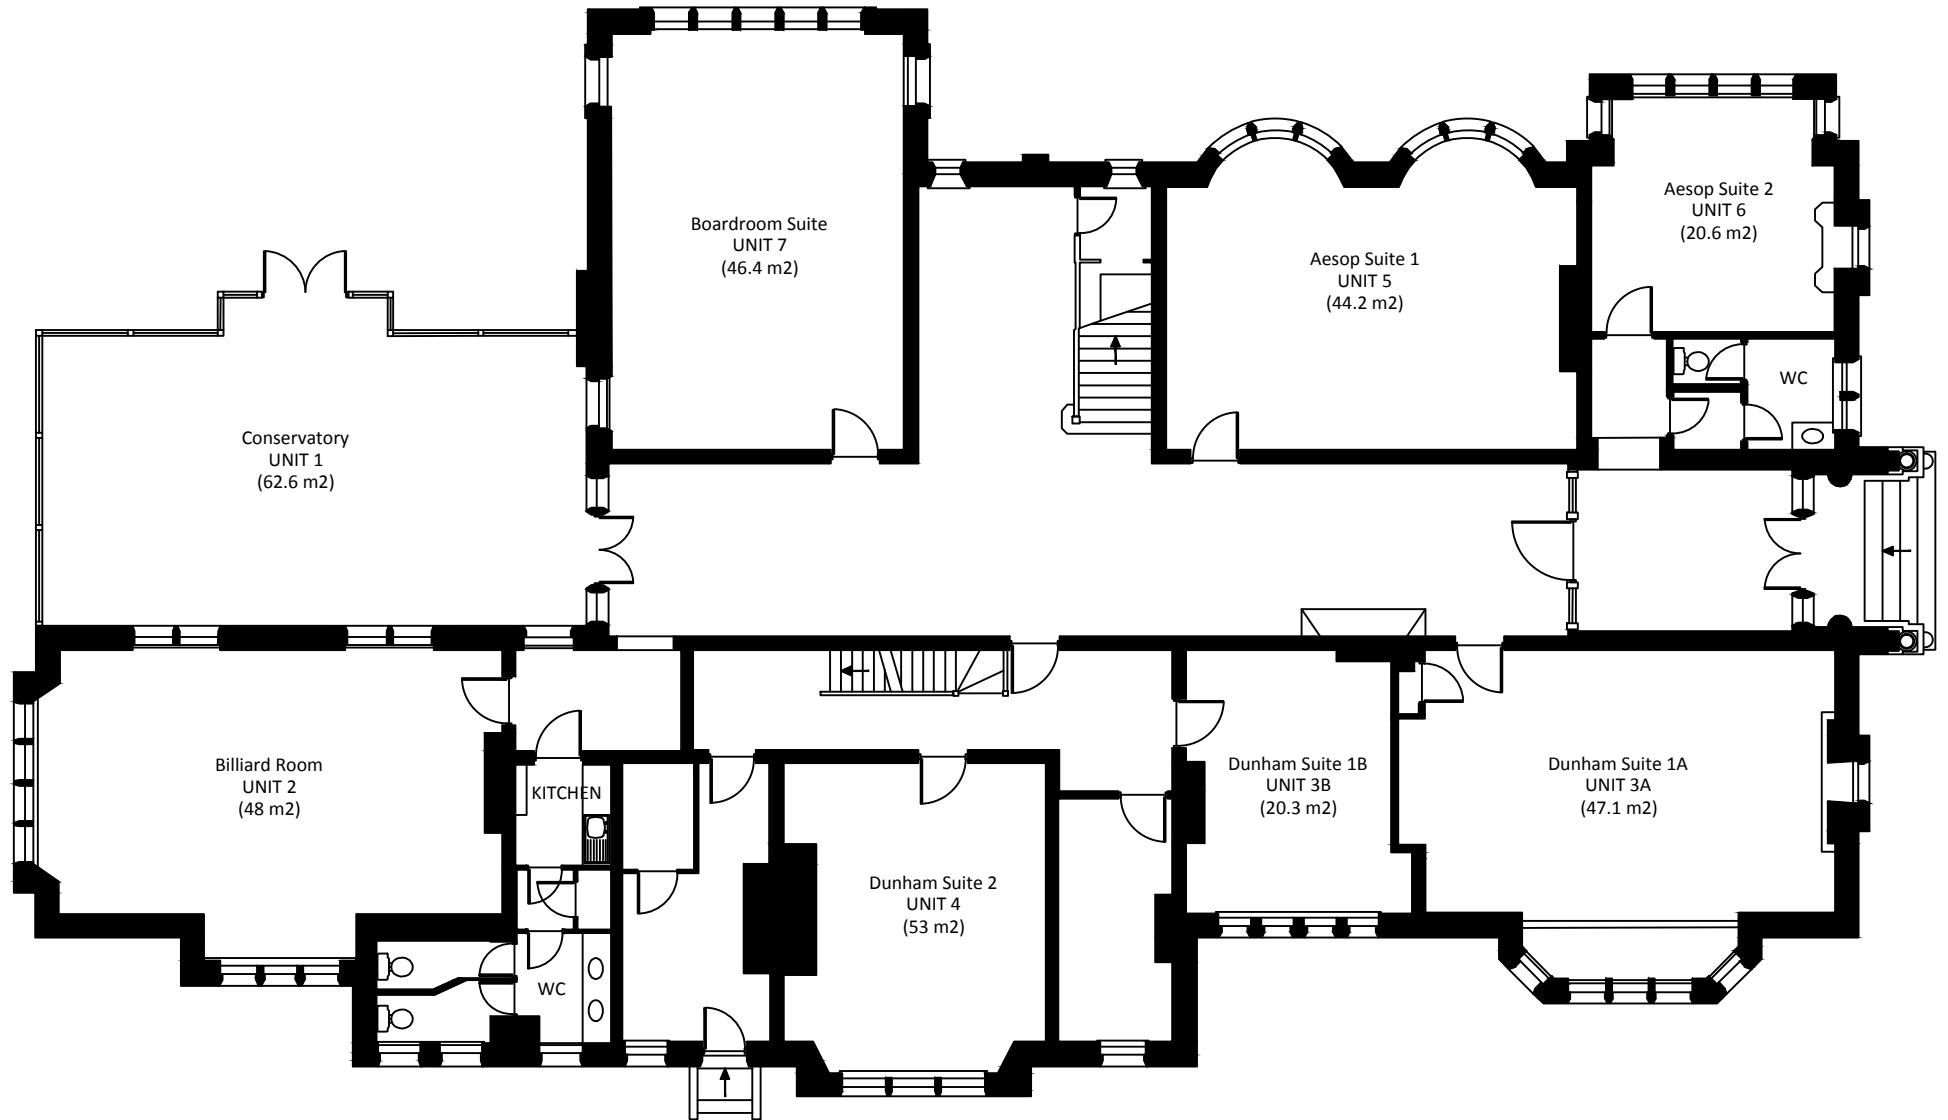 Boardroom Suite
UNIT 7
(46.4 m2)
Aesop Suite 2
UNIT 6
(20.6 m2)
Aesop Suite 1
UNIT 5
(44.2 m2)
WC
Conservatory
UNIT 1
(62.6 m2)
Billiard Room
UNIT 2
(48 m2)
KITCHEN
Dunham Suite 1B
UNIT 3B
(20.3 m2)
Dunham Suite 1A
UNIT 3A
(47.1 m2)
Dunham Suite 2
UNIT 4
(53 m2)
WC